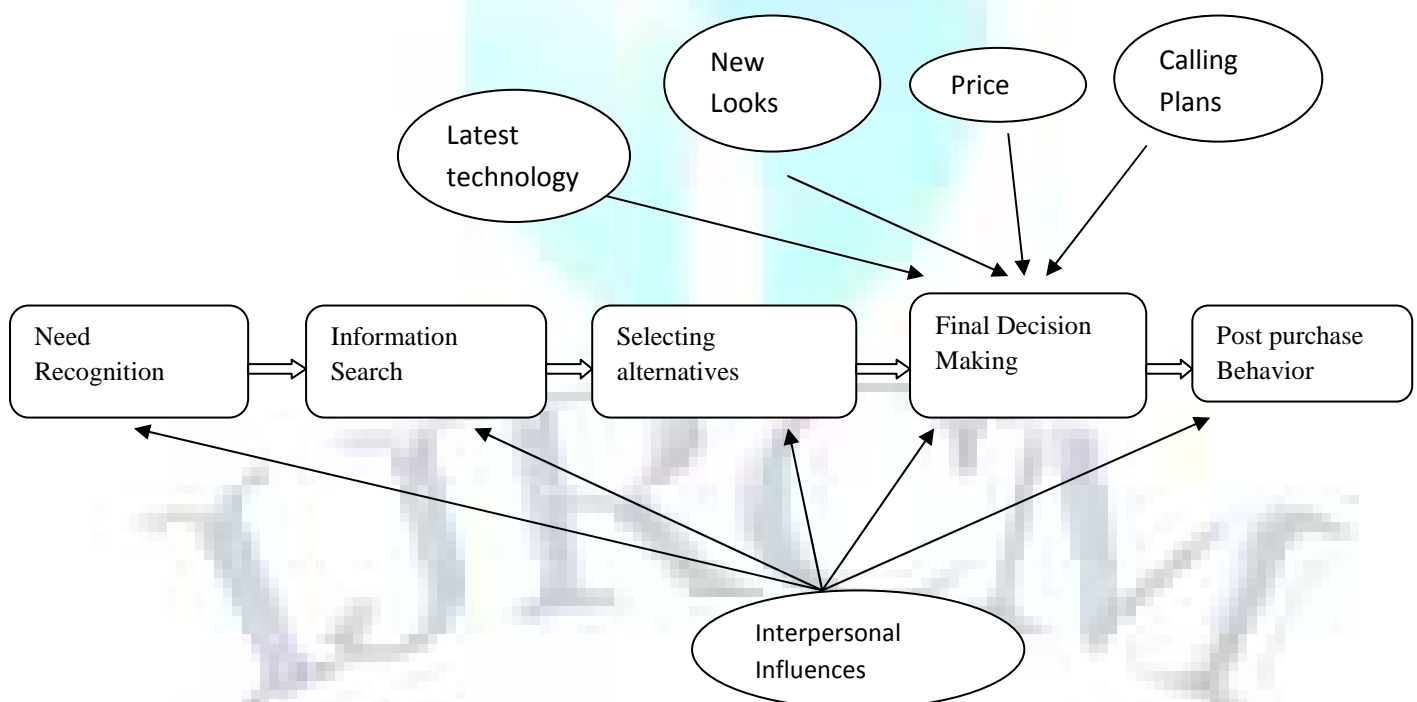 New
Looks
Price
Calling
Plans
Latest
technology
Need
Recognition
Information
Search
Selecting
alternatives
Final Decision
Making
Post purchase
Behavior
Interpersonal
Influences
IJRCM